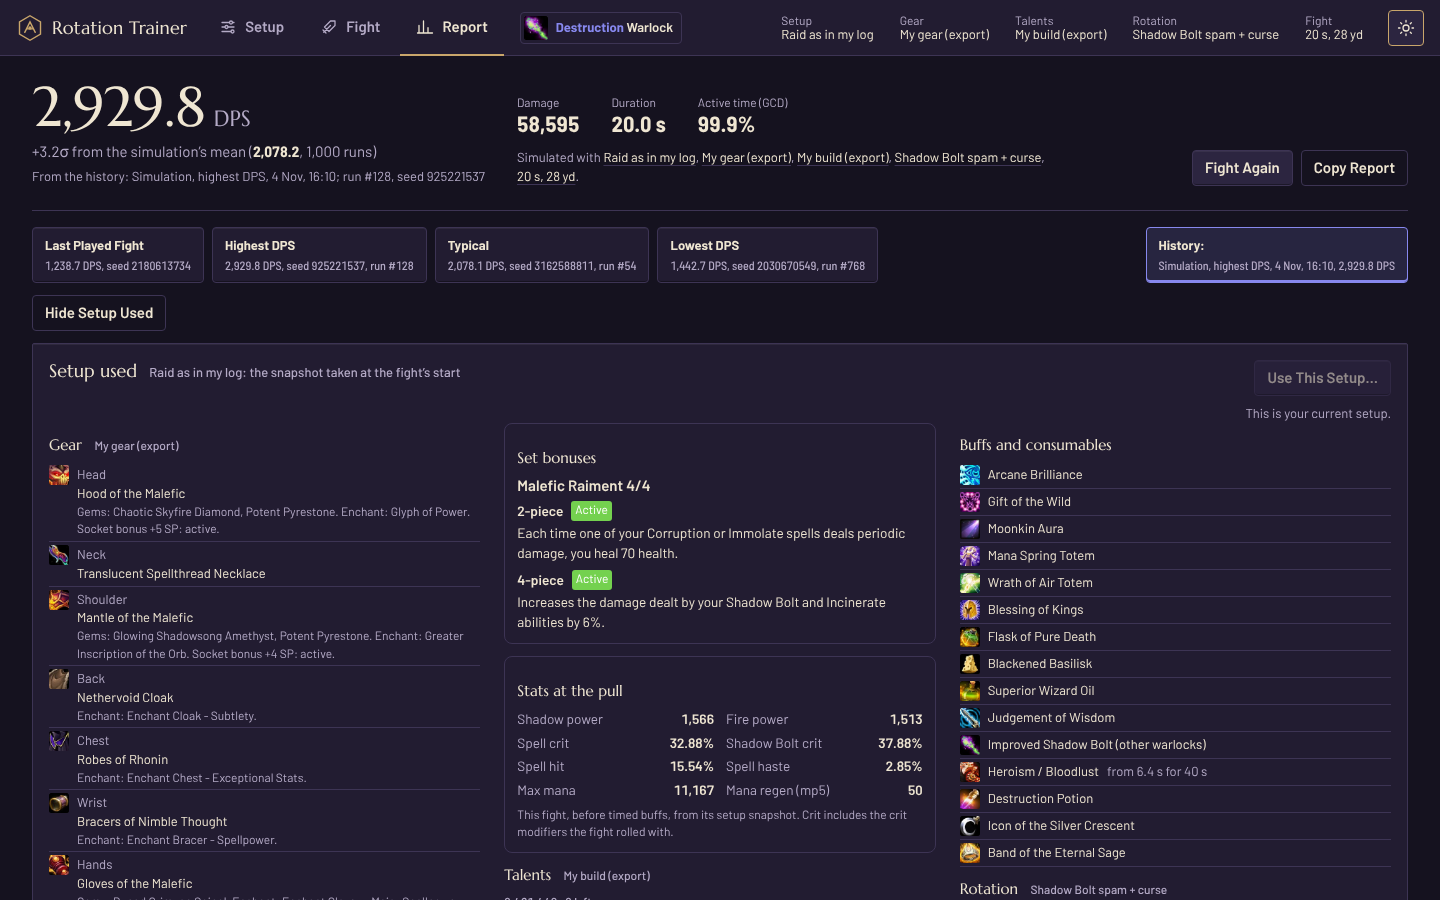 Rotation Trainer
Setup
Fight
Report
Destruction Warlock
Setup
Raid as in my log
Gear
My gear (export)
Talents
My build (export)
Rotation
Shadow Bolt spam + curse
Fight
20 s, 28 yd
2,929.8 DPS
+3.2σ from the simulation's mean (2,078.2, 1,000 runs)
From the history: Simulation, highest DPS, 4 Nov, 16:10; run #128, seed 925221537
Damage
58,595
Duration
20.0 s
Active time (GCD)
99.9%
Simulated with Raid as in my log, My gear (export), My build (export), Shadow Bolt spam + curse,
20 s, 28 yd.
Fight Again
Copy Report
Last Played Fight
1,238.7 DPS, seed 2180613734
Highest DPS
2,929.8 DPS, seed 925221537, run #128
Typical
2,078.1 DPS, seed 3162588811, run #54
Lowest DPS
1,442.7 DPS, seed 2030670549, run #768
History:
Simulation, highest DPS, 4 Nov, 16:10, 2,929.8 DPS
Hide Setup Used
Setup used Raid as in my log: the snapshot taken at the fight's start
Use This Setup...
This is your current setup.
Gear My gear (export)
Head
Hood of the Malefic
Gems: Chaotic Skyfire Diamond, Potent Pyrestone. Enchant: Glyph of Power.
Socket bonus +5 SP: active.
Neck
Translucent Spellthread Necklace
Shoulder
Mantle of the Malefic
Gems: Glowing Shadowsong Amethyst, Potent Pyrestone. Enchant: Greater
Inscription of the Orb. Socket bonus +4 SP: active.
Back
Nethervoid Cloak
Enchant: Enchant Cloak - Subtlety.
Chest
Robes of Rhonin
Enchant: Enchant Chest - Exceptional Stats.
Wrist
Bracers of Nimble Thought
Enchant: Enchant Bracer - Spellpower.
Hands
Gloves of the Malefic
Set bonuses
Malefic Raiment 4/4
2-piece Active
Each time one of your Corruption or Immolate spells deals periodic
damage, you heal 70 health.
4-piece Active
Increases the damage dealt by your Shadow Bolt and Incinerate
abilities by 6%.
Stats at the pull
Shadow power 1,566 Fire power 1,513
Spell crit 32.88% Shadow Bolt crit 37.88%
Spell hit 15.54% Spell haste 2.85%
Max mana 11,167 Mana regen (mp5) 50
This fight, before timed buffs, from its setup snapshot. Crit includes the crit
modifiers the fight rolled with.
Talents My build (export)
Buffs and consumables
Arcane Brilliance
Gift of the Wild
Moonkin Aura
Mana Spring Totem
Wrath of Air Totem
Blessing of Kings
Flask of Pure Death
Blackened Basilisk
Superior Wizard Oil
Judgement of Wisdom
Improved Shadow Bolt (other warlocks)
Heroism / Bloodlust from 6.4 s for 40 s
Destruction Potion
Icon of the Silver Crescent
Band of the Eternal Sage
Rotation Shadow Bolt spam + curse